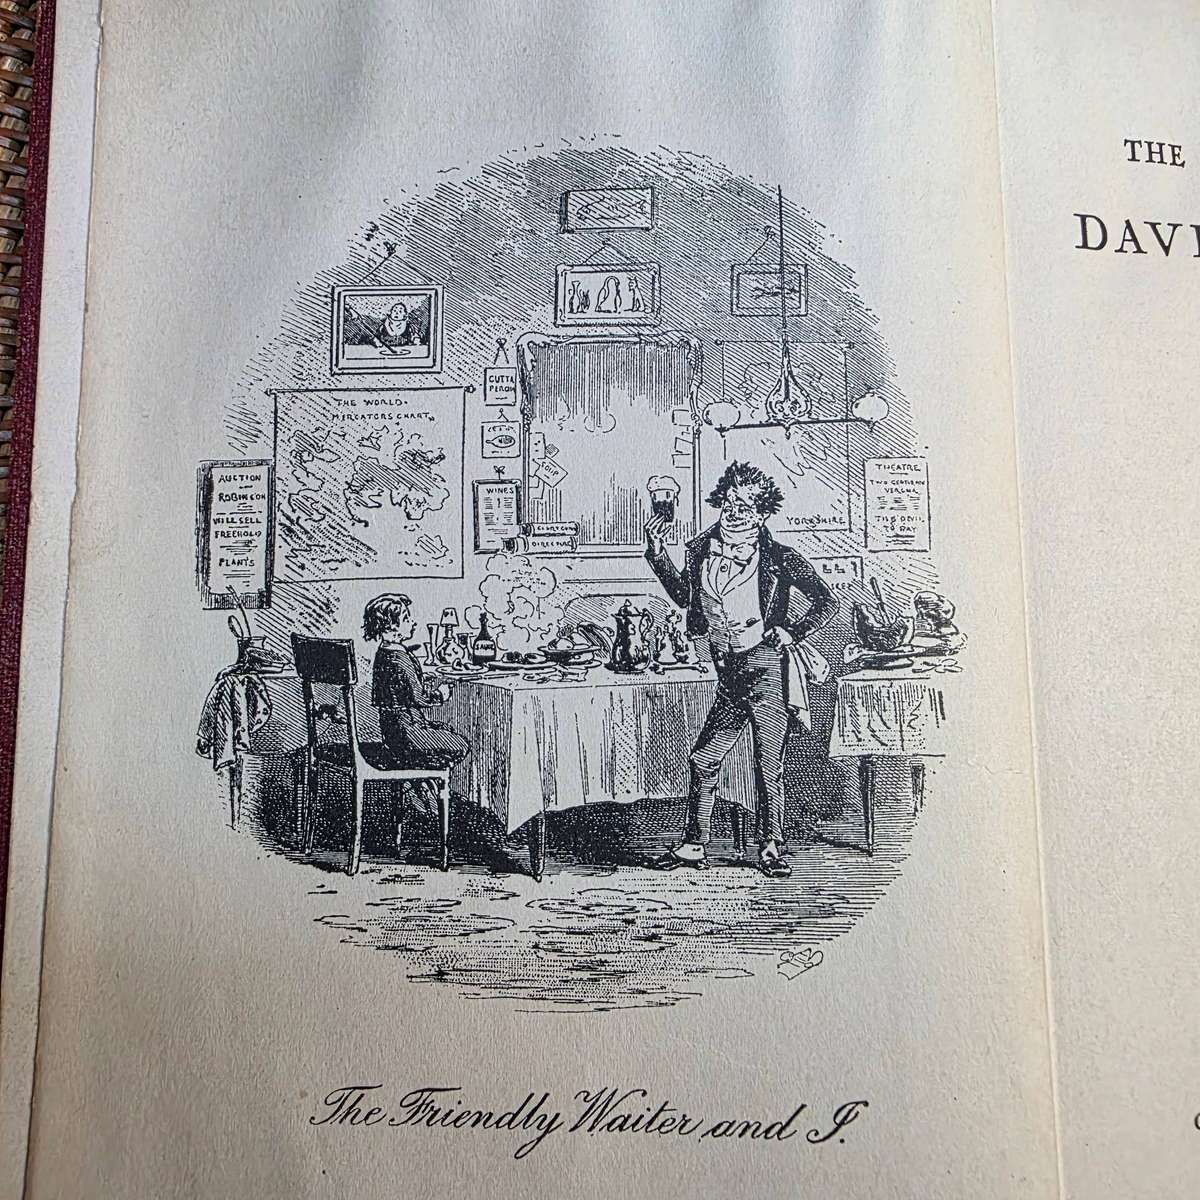 THE
DAVI
THE WORLD.
MERCATORS CHART
GUTTA
PERCHA
WINES
SOUP
AUCTION
ROBINSON
WILL SELL
FREEHOLD
PLANTS
THEATRE
TWO
VERONA
THE DEVIL
TO PAY
YORKSHIRE
DIRECTORY
The Friendly Waiter and I.